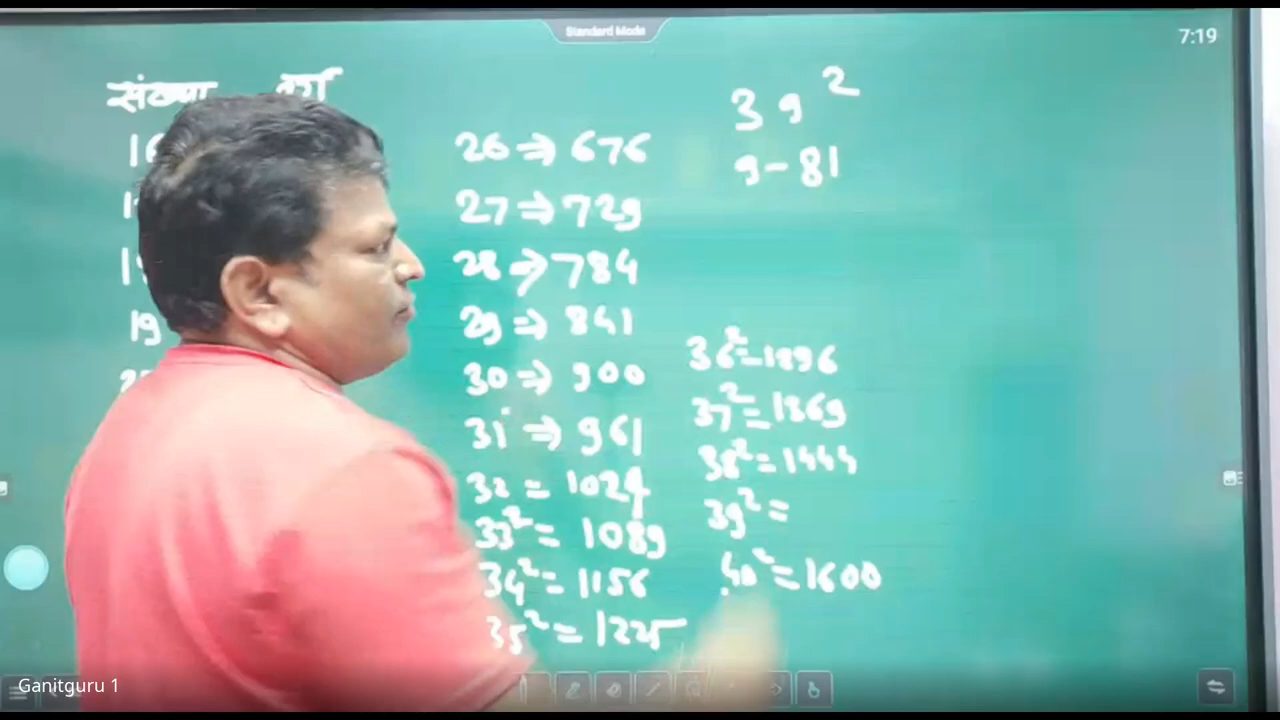 Standard Mode
7:19
संख्या वर्ग
19
26 ⇒ 676
27 ⇒ 729
28 ⇒ 784
29 ⇒ 841
30 ⇒ 900
31 ⇒ 961
32 = 1024
33² = 1089
34² = 1156
35² = 1225
39²
9-81
36² = 1296
37² = 1369
38² = 1444
39² =
40² = 1600
Ganitguru 1